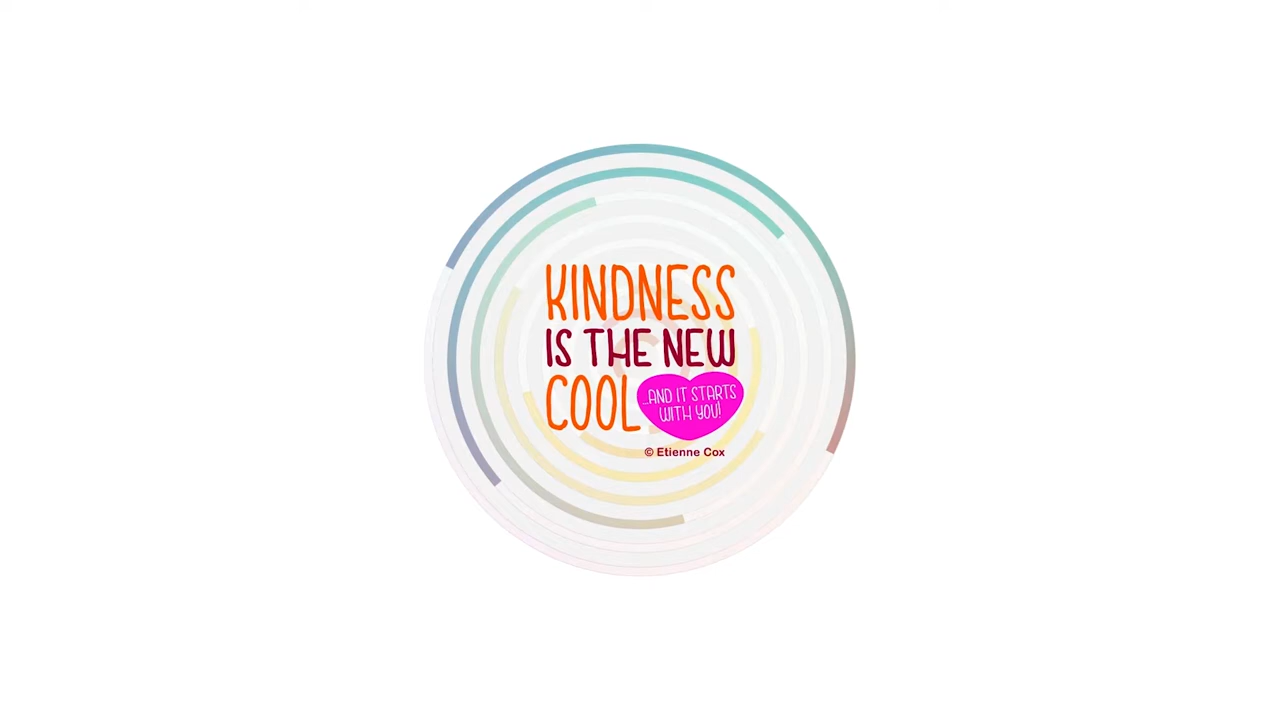 KINDNESS
IS THE NEW
COOL
...AND IT STARTS
WITH YOU!
© Etienne Cox